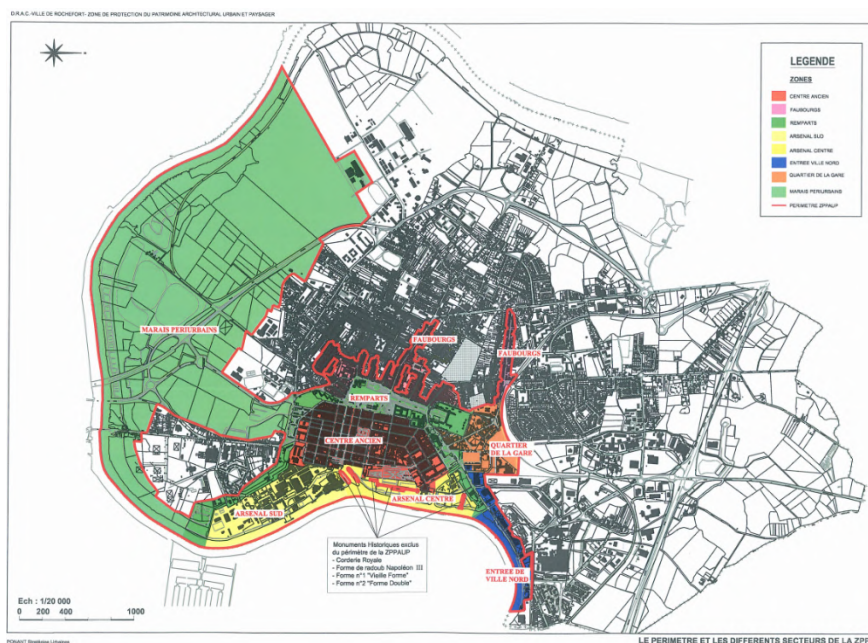 D.R.A.C.-VILLE DE ROCHEFORT- ZONE DE PROTECTION DU PATRIMOINE ARCHITECTURAL URBAIN ET PAYSAGER
LEGENDE
ZONES
CENTRE ANCIEN
FAUBOURGS
REMPARTS
ARSENAL SUD
ARSENAL CENTRE
ENTREE VILLE NORD
QUARTIER DE LA GARE
MARAIS PERIURBAINS
PERIMETRE ZPPAUP
MARAIS PERIURBAINS
FAUBOURGS
FAUBOURGS
REMPARTS
CENTRE ANCIEN
QUARTIER
DE LA GARE
ARSENAL CENTRE
ARSENAL SUD
Monuments Historiques exclus
du périmètre de la ZPPAUP
- Corderie Royale
- Forme de radoub Napoléon III
- Forme n°1 "Vieille Forme"
- Forme n°2 "Forme Double"
ENTREE DE
VILLE NORD
Ech : 1/20 000
0 200 400 1000
LE PERIMETRE ET LES DIFFERENTS SECTEURS DE LA